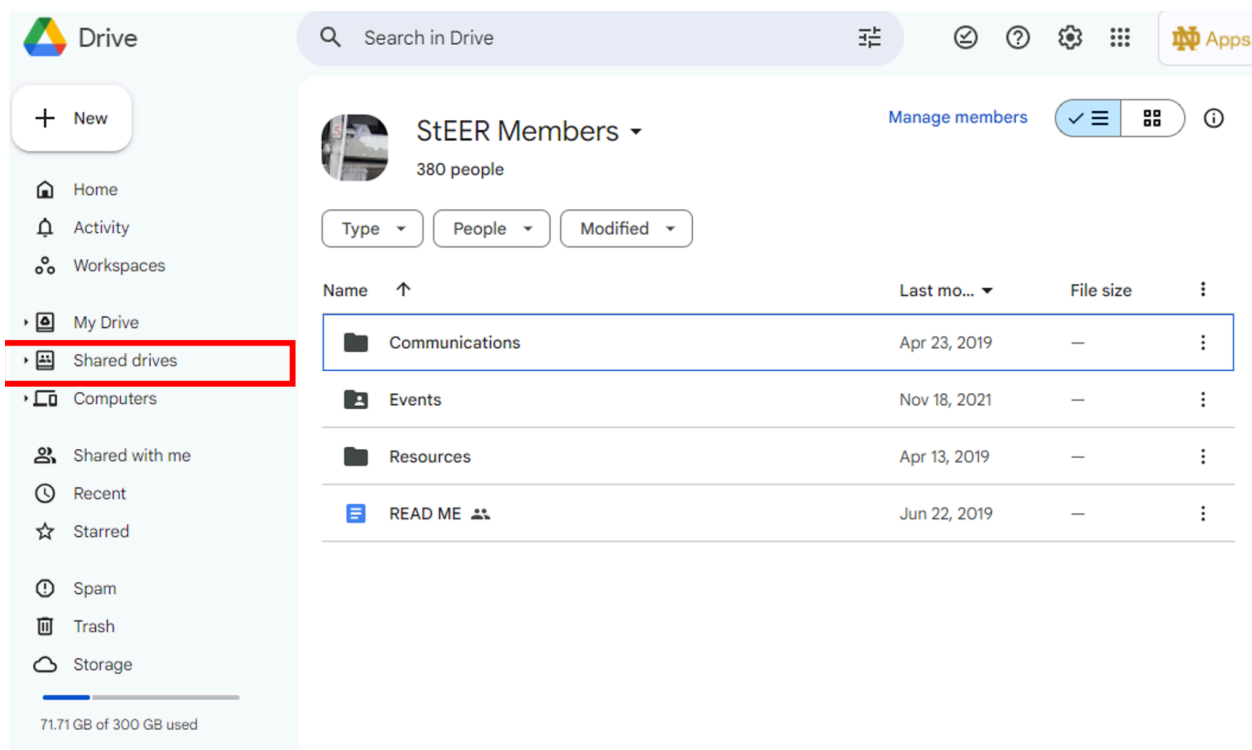 Drive
Search in Drive
Apps
New
Home
Activity
Workspaces
My Drive
Shared drives
Computers
Shared with me
Recent
Starred
Spam
Trash
Storage
71.71 GB of 300 GB used
StEER Members
380 people
Manage members
Type People Modified
Name Last mo... File size
Communications Apr 23, 2019 —
Events Nov 18, 2021 —
Resources Apr 13, 2019 —
READ ME Jun 22, 2019 —